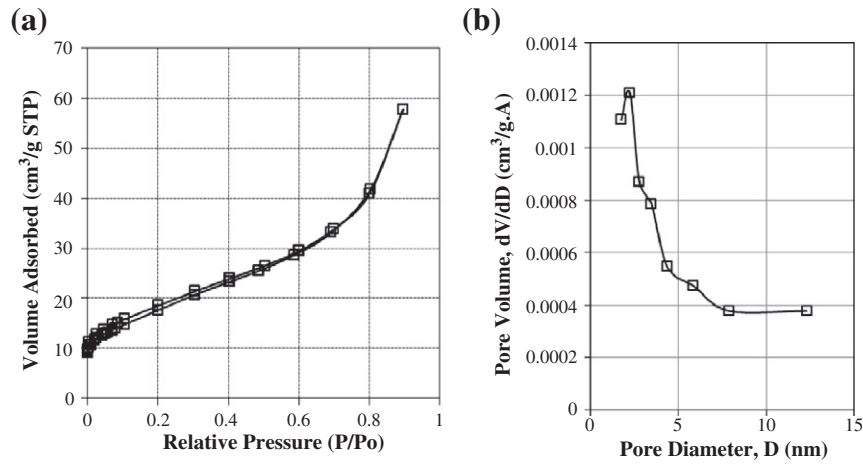 (a)
70
60
50
40
30
20
10
0
Volume Adsorbed (cm³/g STP)
0 0.2 0.4 0.6 0.8 1
Relative Pressure (P/Po)
(b)
0.0014
0.0012
0.001
0.0008
0.0006
0.0004
0.0002
0
Pore Volume, dV/dD (cm³/g.A)
0 5 10 15
Pore Diameter, D (nm)